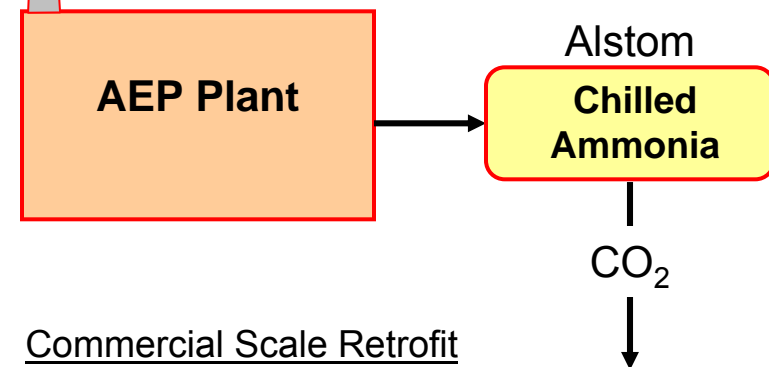 Alstom
AEP Plant
Chilled
Ammonia
CO₂
Commercial Scale Retrofit